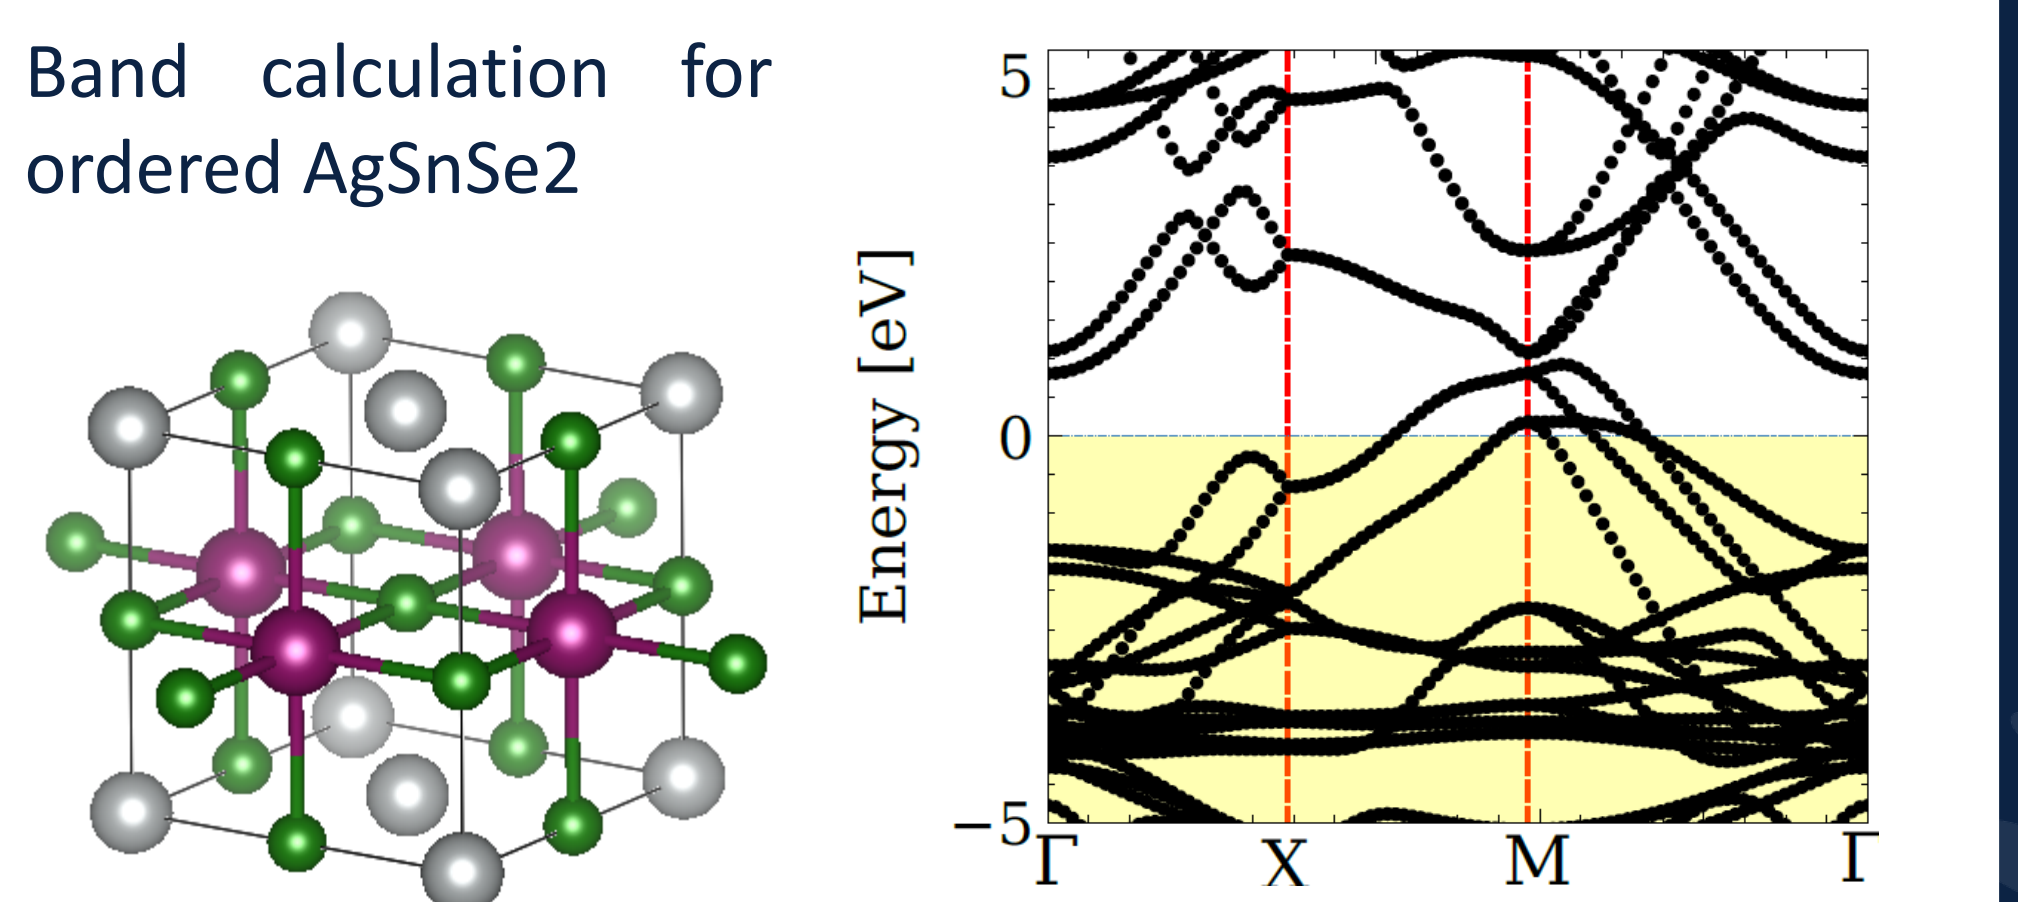 Band calculation for
ordered AgSnSe2
Energy [eV]
5
0
−5
Γ X M Γ